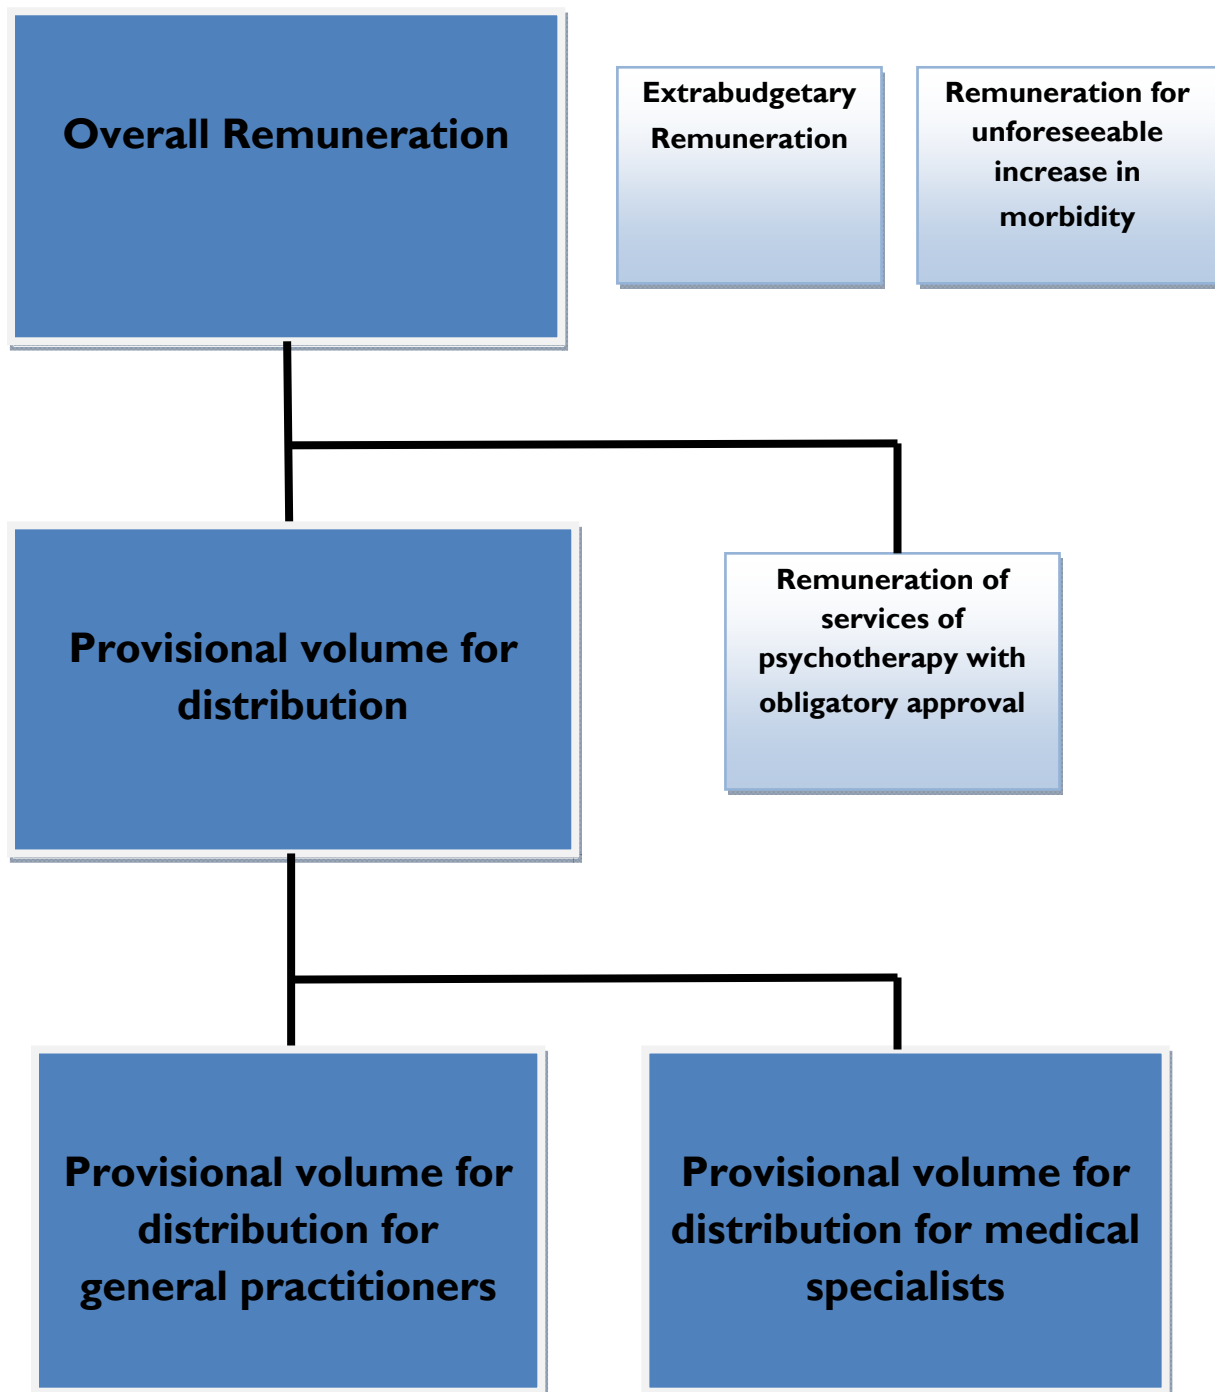 Overall Remuneration
Extrabudgetary
Remuneration
Remuneration for
unforeseeable
increase in
morbidity
Provisional volume for
distribution
Remuneration of
services of
psychotherapy with
obligatory approval
Provisional volume for
distribution for
general practitioners
Provisional volume for
distribution for medical
specialists